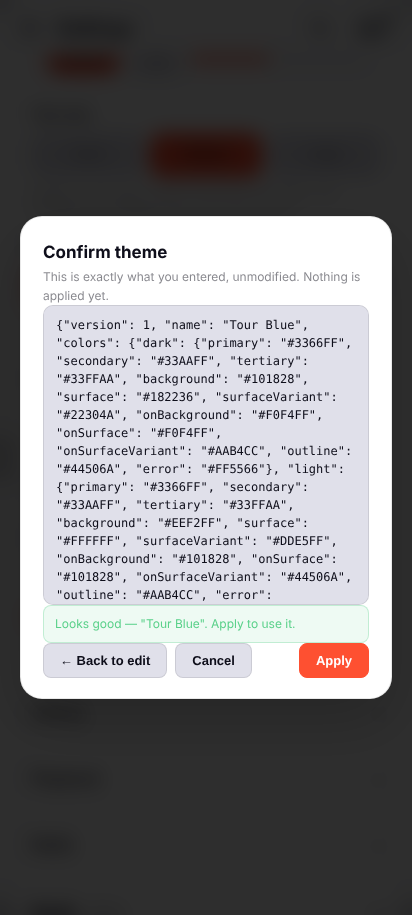 Confirm theme
This is exactly what you entered, unmodified. Nothing is
applied yet.
{"version": 1, "name": "Tour Blue",
"colors": {"dark": {"primary": "#3366FF",
"secondary": "#33AAFF", "tertiary":
"#33FFAA", "background": "#101828",
"surface": "#182236", "surfaceVariant":
"#22304A", "onBackground": "#F0F4FF",
"onSurface": "#F0F4FF",
"onSurfaceVariant": "#AAB4CC", "outline":
"#44506A", "error": "#FF5566"}, "light":
{"primary": "#3366FF", "secondary":
"#33AAFF", "tertiary": "#33FFAA",
"background": "#EEF2FF", "surface":
"#FFFFFF", "surfaceVariant": "#DDE5FF",
"onBackground": "#101828", "onSurface":
"#101828", "onSurfaceVariant": "#44506A",
"outline": "#AAB4CC", "error":
Looks good — "Tour Blue". Apply to use it.
← Back to edit Cancel Apply